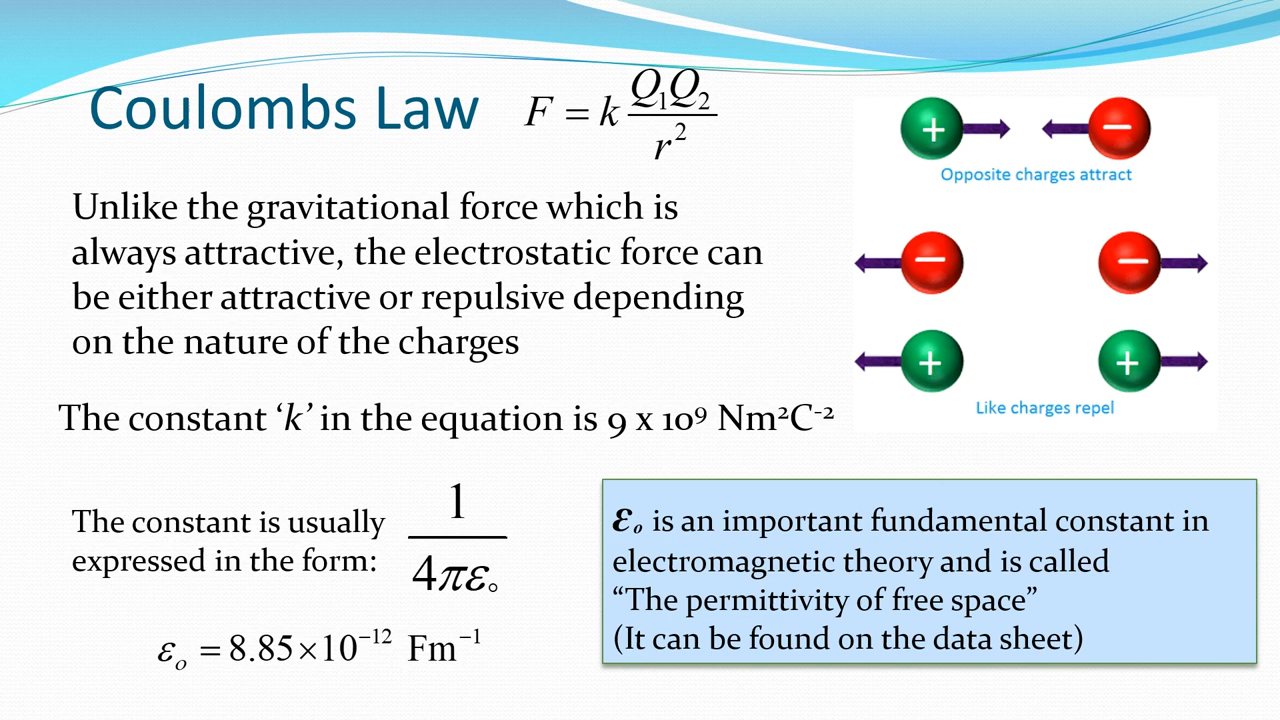 Coulombs Law
F = k Q₁Q₂ / r²
+ −
Opposite charges attract
Unlike the gravitational force which is
always attractive, the electrostatic force can
be either attractive or repulsive depending
on the nature of the charges
− −
+ +
Like charges repel
The constant ‘k’ in the equation is 9 x 10⁹ Nm²C⁻²
The constant is usually
expressed in the form:
1 / 4πε₀
ε₀ = 8.85×10⁻¹² Fm⁻¹
ε₀ is an important fundamental constant in
electromagnetic theory and is called
“The permittivity of free space”
(It can be found on the data sheet)